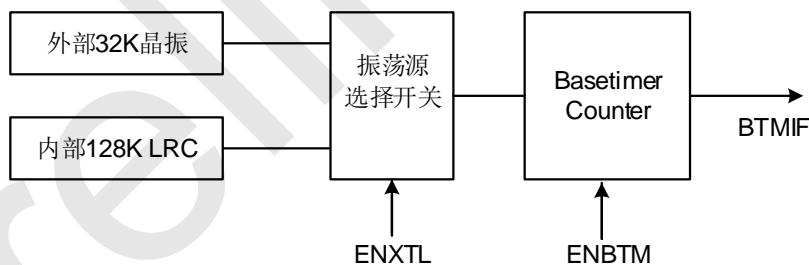 外部32K晶振
振荡源
选择开关
Basetimer
Counter
BTMIF
内部128K LRC
ENXTL
ENBTM